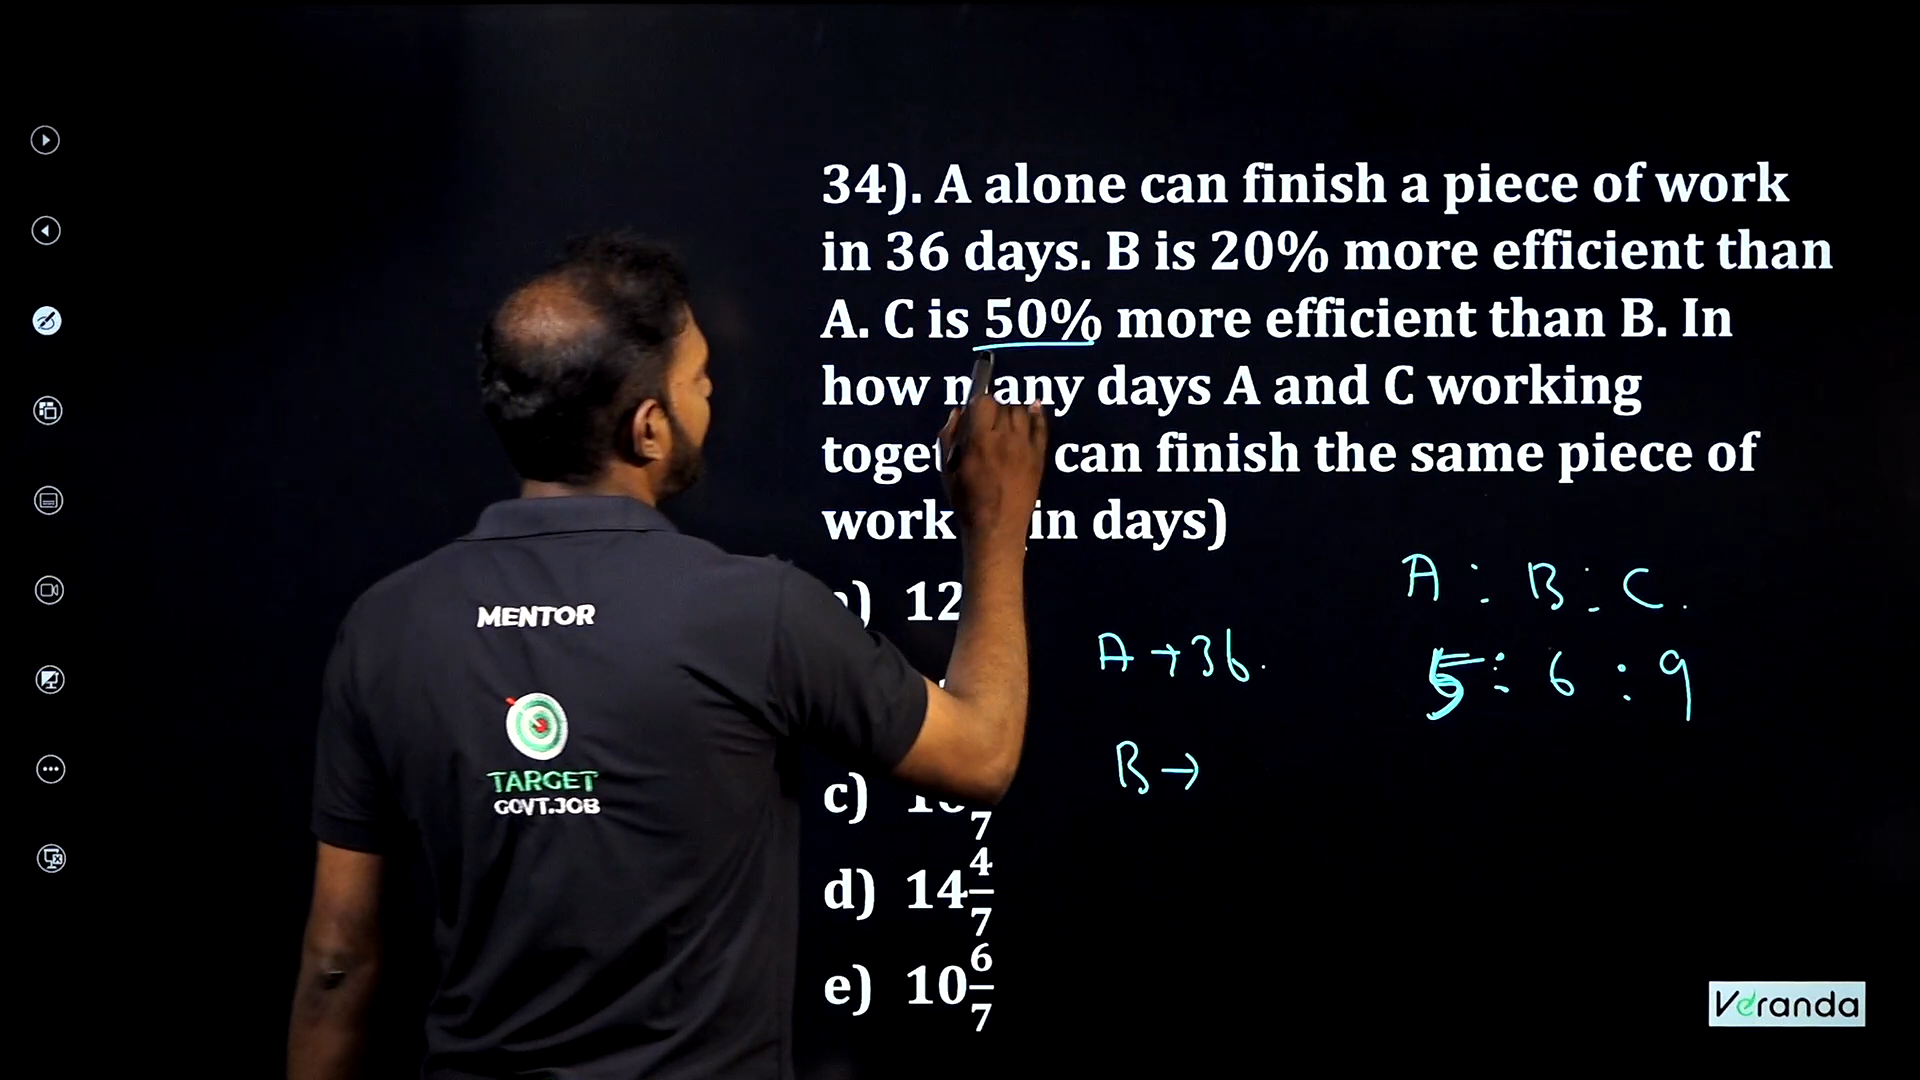 34). A alone can finish a piece of work
in 36 days. B is 20% more efficient than
A. C is 50% more efficient than B. In
how many days A and C working
can finish the same piece of
work in days)
12
c)
7
d) 14 4/7
e) 10 6/7
A : B : C.
5 : 6 : 9
A → 36.
B →
MENTOR
TARGET
GOVT.JOB
Veranda